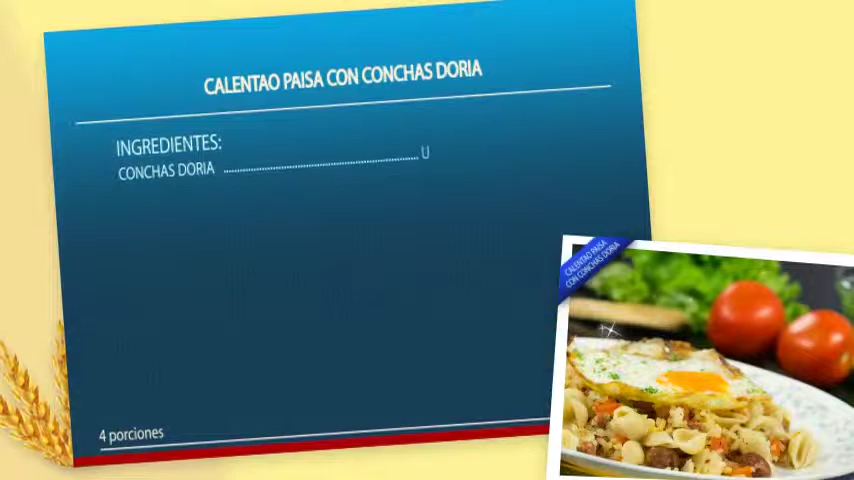 CALENTAO PAISA CON CONCHAS DORIA
INGREDIENTES:
CONCHAS DORIA ........................................................ U
4 porciones
CALENTAO PAISA
CON CONCHAS DORIA